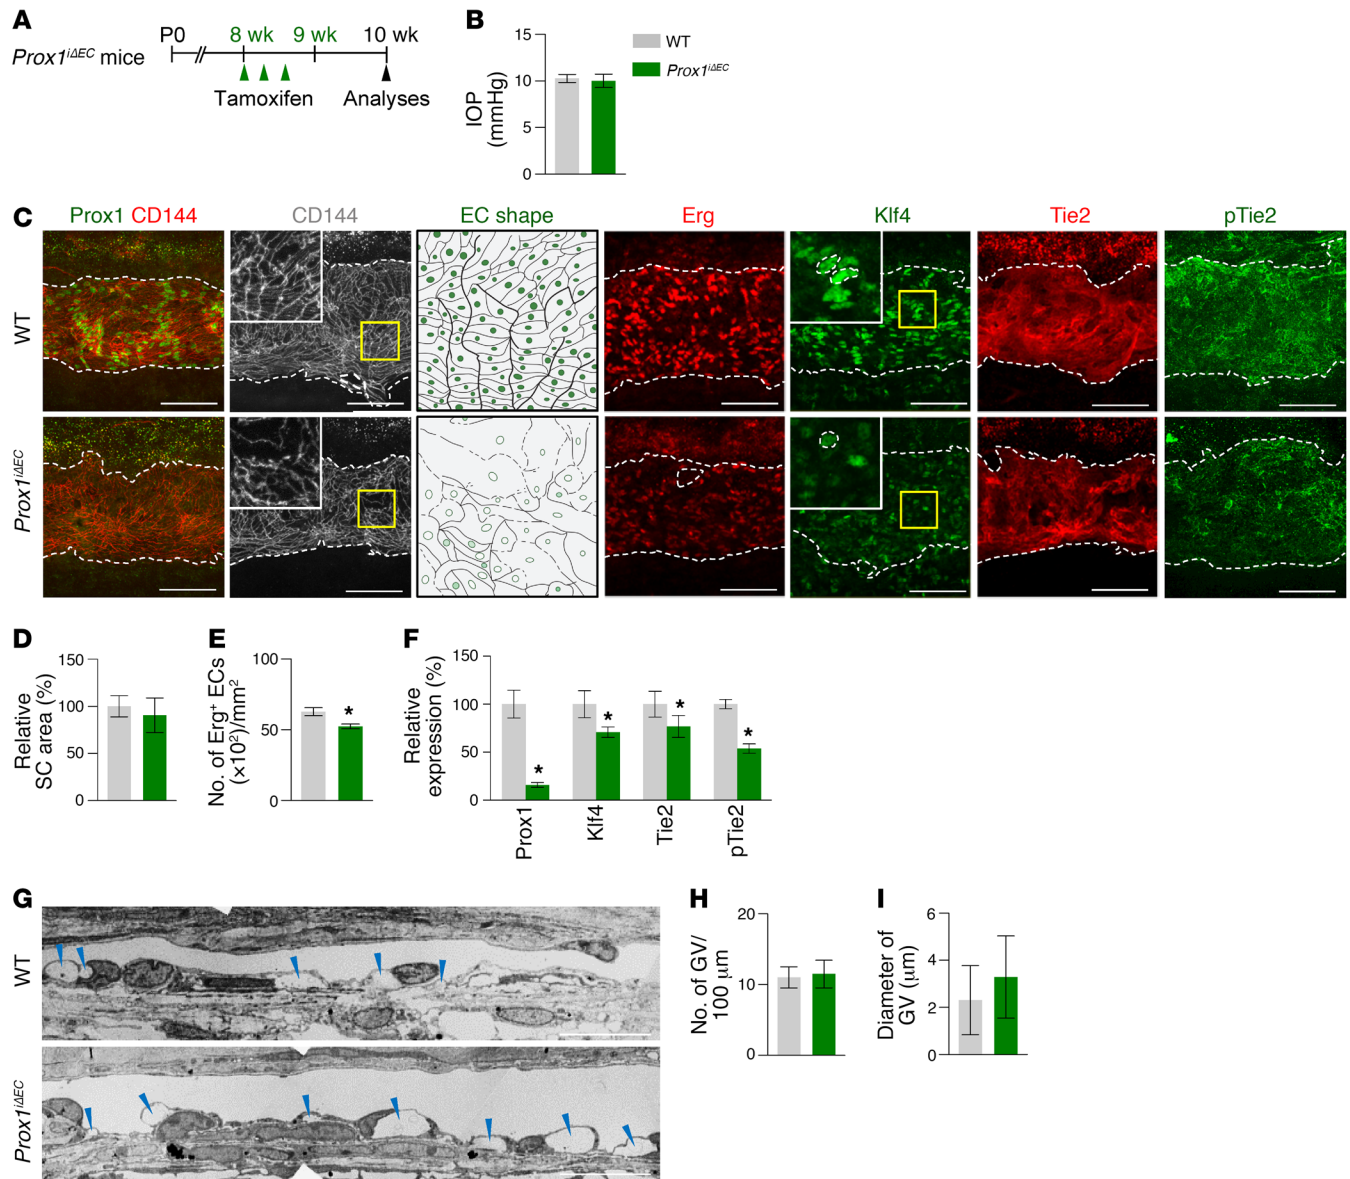 A
P0
8 wk
9 wk
10 wk
Prox1iΔEC mice
Tamoxifen
Analyses
B
15
10
5
0
IOP
(mmHg)
WT
Prox1iΔEC
C
Prox1 CD144
CD144
EC shape
Erg
Klf4
Tie2
pTie2
WT
Prox1iΔEC
D
150
100
50
0
Relative
SC area (%)
E
100
50
0
No. of Erg+ ECs
(×10²)/mm²
*
F
150
100
50
0
Relative
expression (%)
*
*
*
*
Prox1
Klf4
Tie2
pTie2
G
WT
Prox1iΔEC
H
20
10
0
No. of GV/
100 μm
I
6
4
2
0
Diameter of
GV (μm)